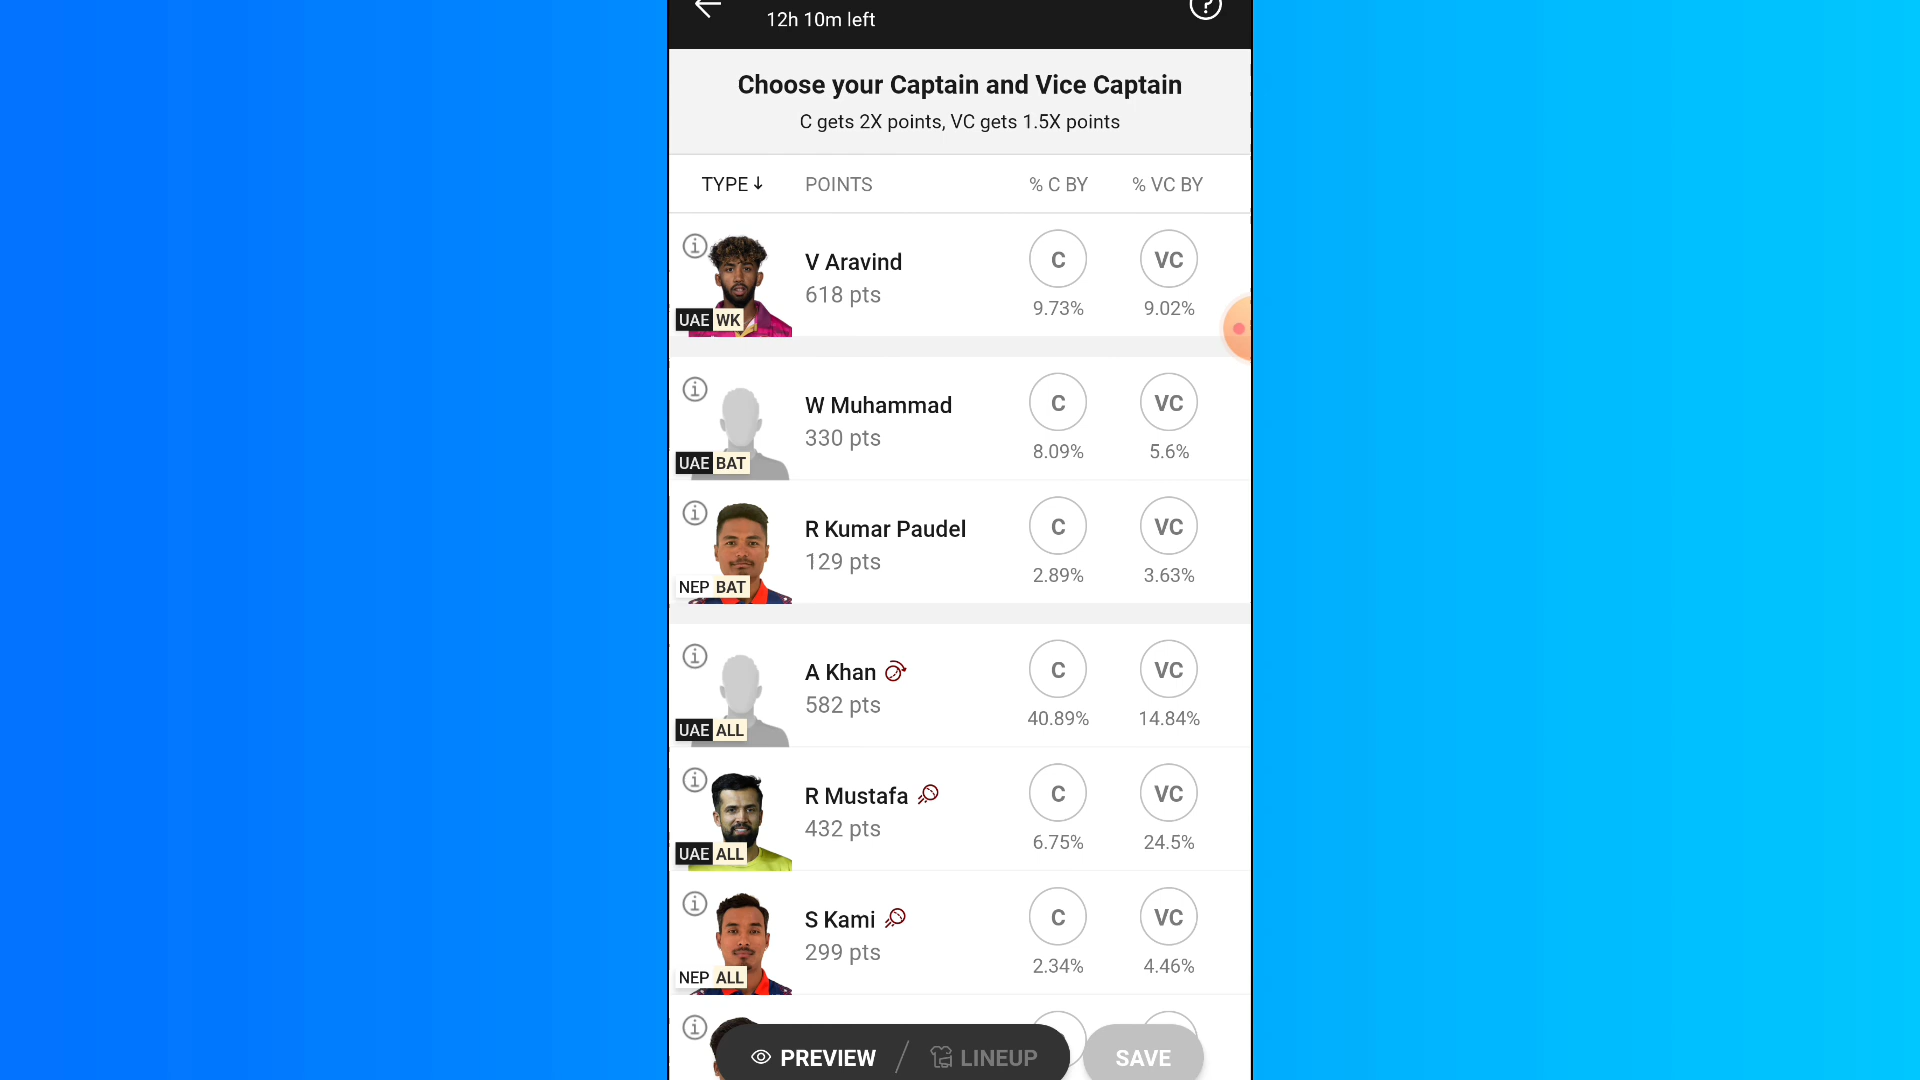 12h 10m left
Choose your Captain and Vice Captain
C gets 2X points, VC gets 1.5X points
TYPE↓ POINTS % C BY % VC BY
V Aravind
618 pts
UAE WK
C VC
9.73% 9.02%
W Muhammad
330 pts
UAE BAT
C VC
8.09% 5.6%
R Kumar Paudel
129 pts
NEP BAT
C VC
2.89% 3.63%
A Khan
582 pts
UAE ALL
C VC
40.89% 14.84%
R Mustafa
432 pts
UAE ALL
C VC
6.75% 24.5%
S Kami
299 pts
NEP ALL
C VC
2.34% 4.46%
PREVIEW / LINEUP SAVE